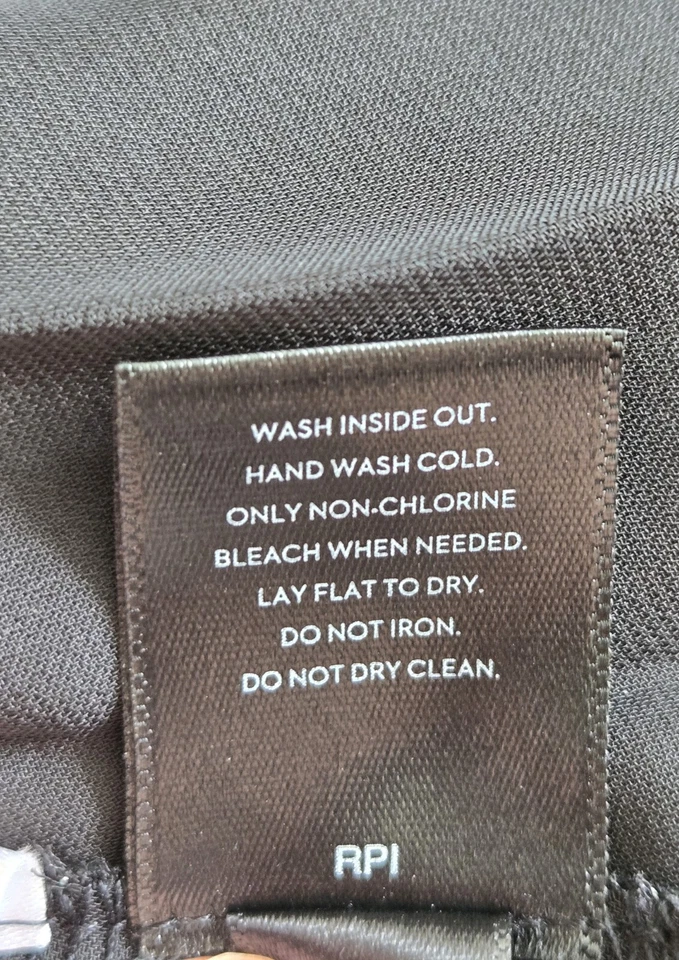 WASH INSIDE OUT.
HAND WASH COLD.
ONLY NON-CHLORINE
BLEACH WHEN NEEDED.
LAY FLAT TO DRY.
DO NOT IRON.
DO NOT DRY CLEAN.
RPI